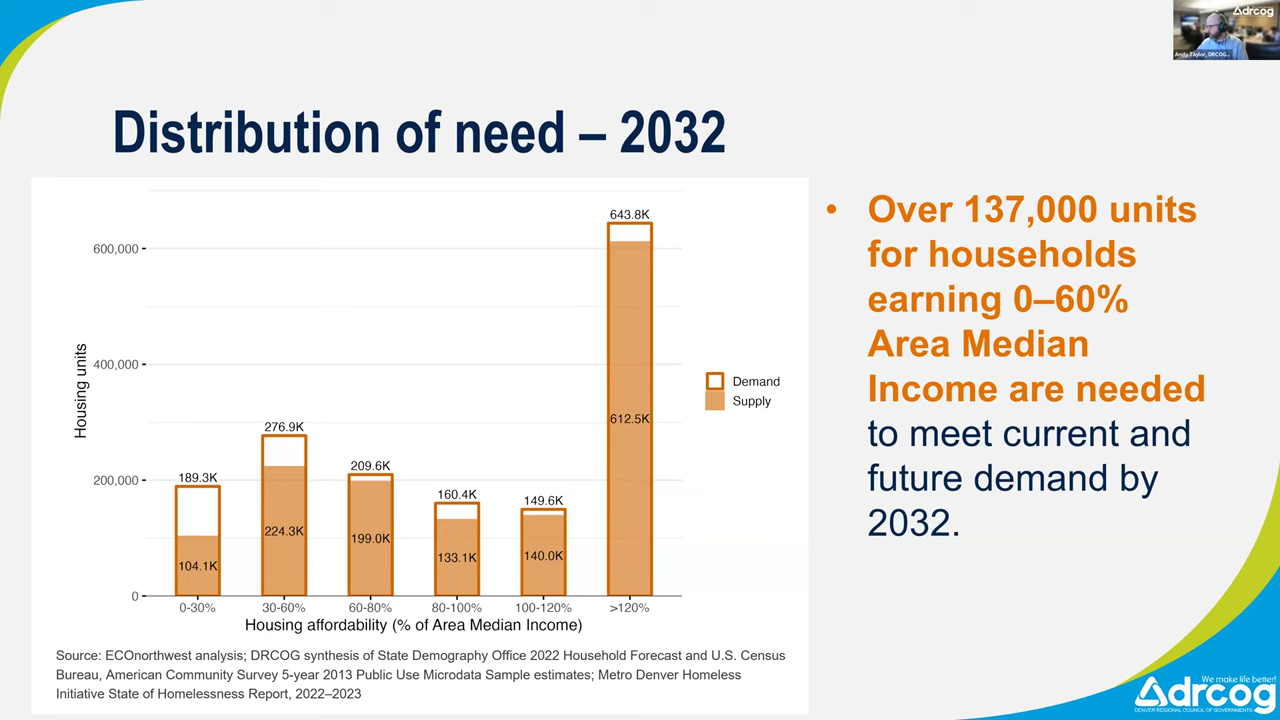 adrcog
Andy Taylor, DRCOG...
Distribution of need – 2032
Housing units
600,000
400,000
200,000
0
189.3K
104.1K
276.9K
224.3K
209.6K
199.0K
160.4K
133.1K
149.6K
140.0K
643.8K
612.5K
0-30%
30-60%
60-80%
80-100%
100-120%
>120%
Housing affordability (% of Area Median Income)
Demand
Supply
Source: ECOnorthwest analysis; DRCOG synthesis of State Demography Office 2022 Household Forecast and U.S. Census
Bureau, American Community Survey 5-year 2013 Public Use Microdata Sample estimates; Metro Denver Homeless
Initiative State of Homelessness Report, 2022–2023
• Over 137,000 units
for households
earning 0–60%
Area Median
Income are needed
to meet current and
future demand by
2032.
We make life better!
drcog
DENVER REGIONAL COUNCIL OF GOVERNMENTS